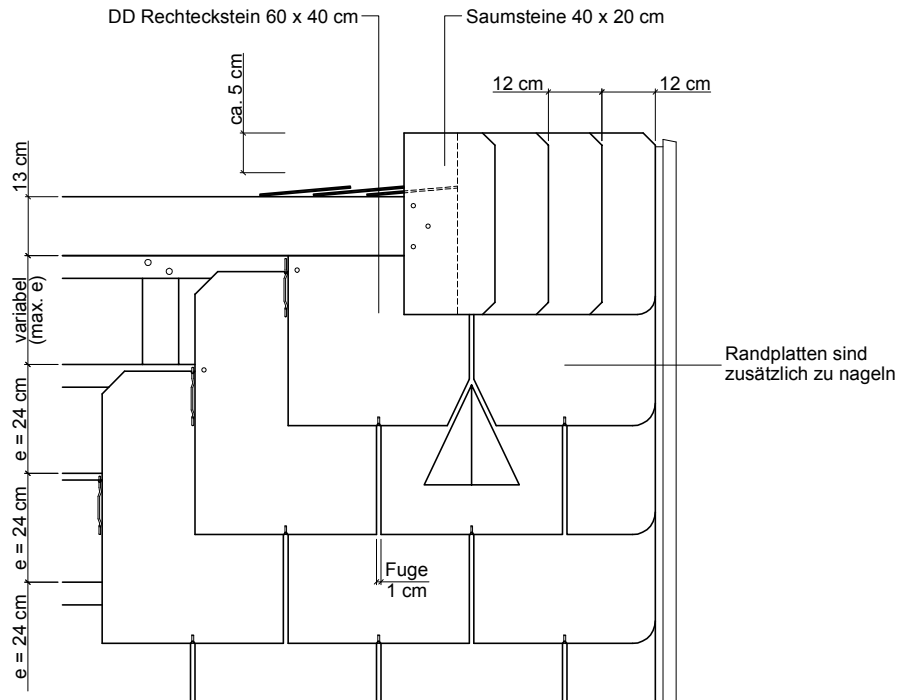 DD Rechteckstein 60 x 40 cm
Saumsteine 40 x 20 cm
12 cm
12 cm
ca. 5 cm
13 cm
variabel
(max. e)
e = 24 cm
e = 24 cm
e = 24 cm
Randplatten sind
zusätzlich zu nageln
Fuge
1 cm